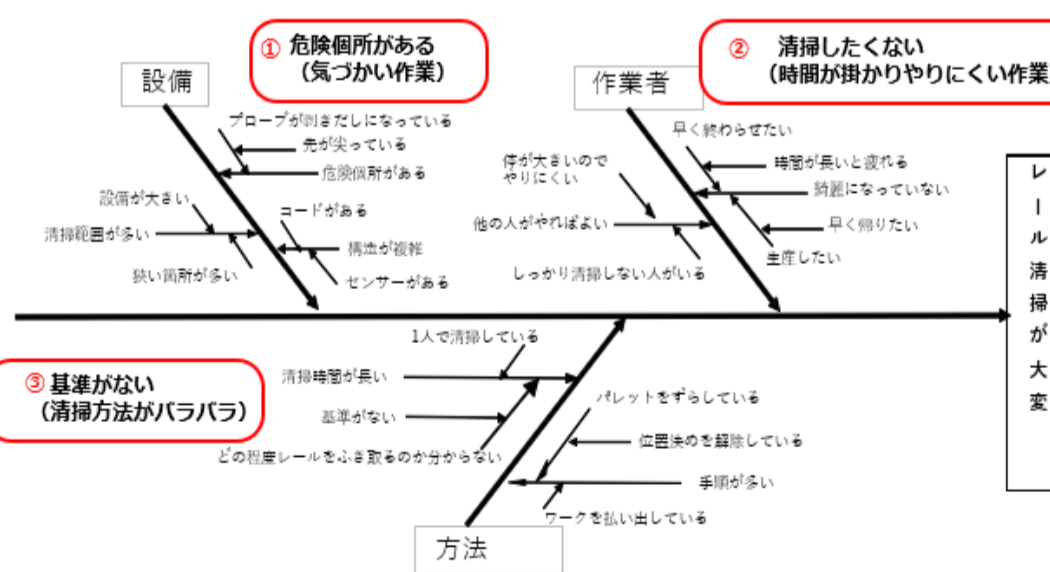 ① 危険個所がある
（気づかい作業）
② 清掃したくない
（時間が掛かりやりにくい作業
設備
作業者
プローブが剥きだしになっている
先が尖っている
危険個所がある
設備が大きい
清掃範囲が多い
狭い箇所が多い
コードがある
構造が複雑
センサーがある
早く終わらせたい
時間が長いと疲れる
綺麗になっていない
体が大きいので
やりにくい
他の人がやればよい
早く帰りたい
生産したい
しっかり清掃しない人がいる
レール清掃が大変
③ 基準がない
（清掃方法がバラバラ）
1人で清掃している
清掃時間が長い
基準がない
どの程度レールをふき取るのか分からない
パレットをずらしている
位置決めを解除している
手順が多い
ワークを払い出している
方法